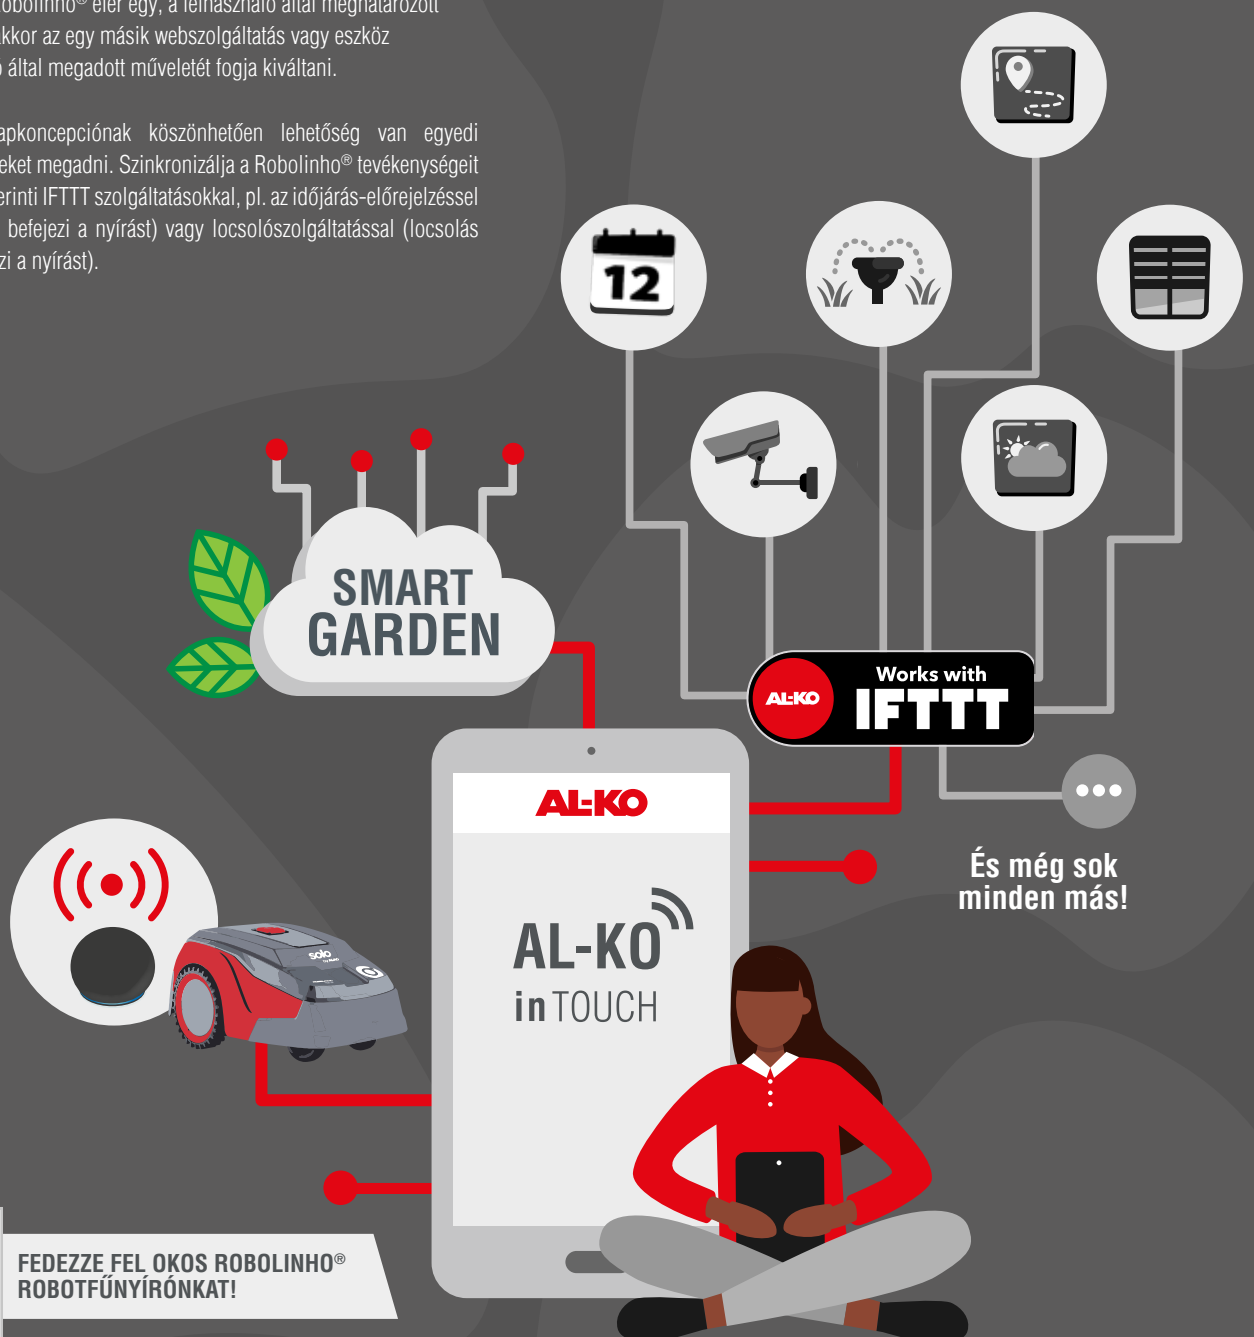 Robolinho® elér egy, a felhasználó által meghatározott
akkor az egy másik webszolgáltatás vagy eszköz
által megadott műveletét fogja kiváltani.
apkoncepciónak köszönhetően lehetőség van egyedi
eket megadni. Szinkronizálja a Robolinho® tevékenységeit
erinti IFTTT szolgáltatásokkal, pl. az időjárás-előrejelzéssel
befejezi a nyírást) vagy locsolószolgáltatással (locsolás
zi a nyírást).
12
SMART
GARDEN
AL-KO
Works with
IFTTT
AL-KO
És még sok
minden más!
solo
AL-KO
inTOUCH
FEDEZZE FEL OKOS ROBOLINHO®
ROBOTFŰNYÍRÓNKAT!